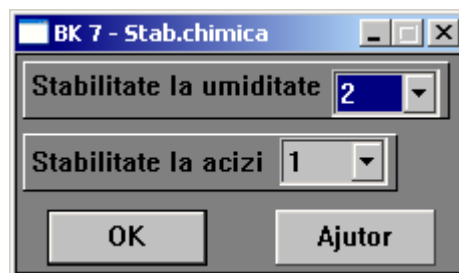 BK 7 - Stab.chimica
Stabilitate la umiditate 2
Stabilitate la acizi 1
OK Ajutor